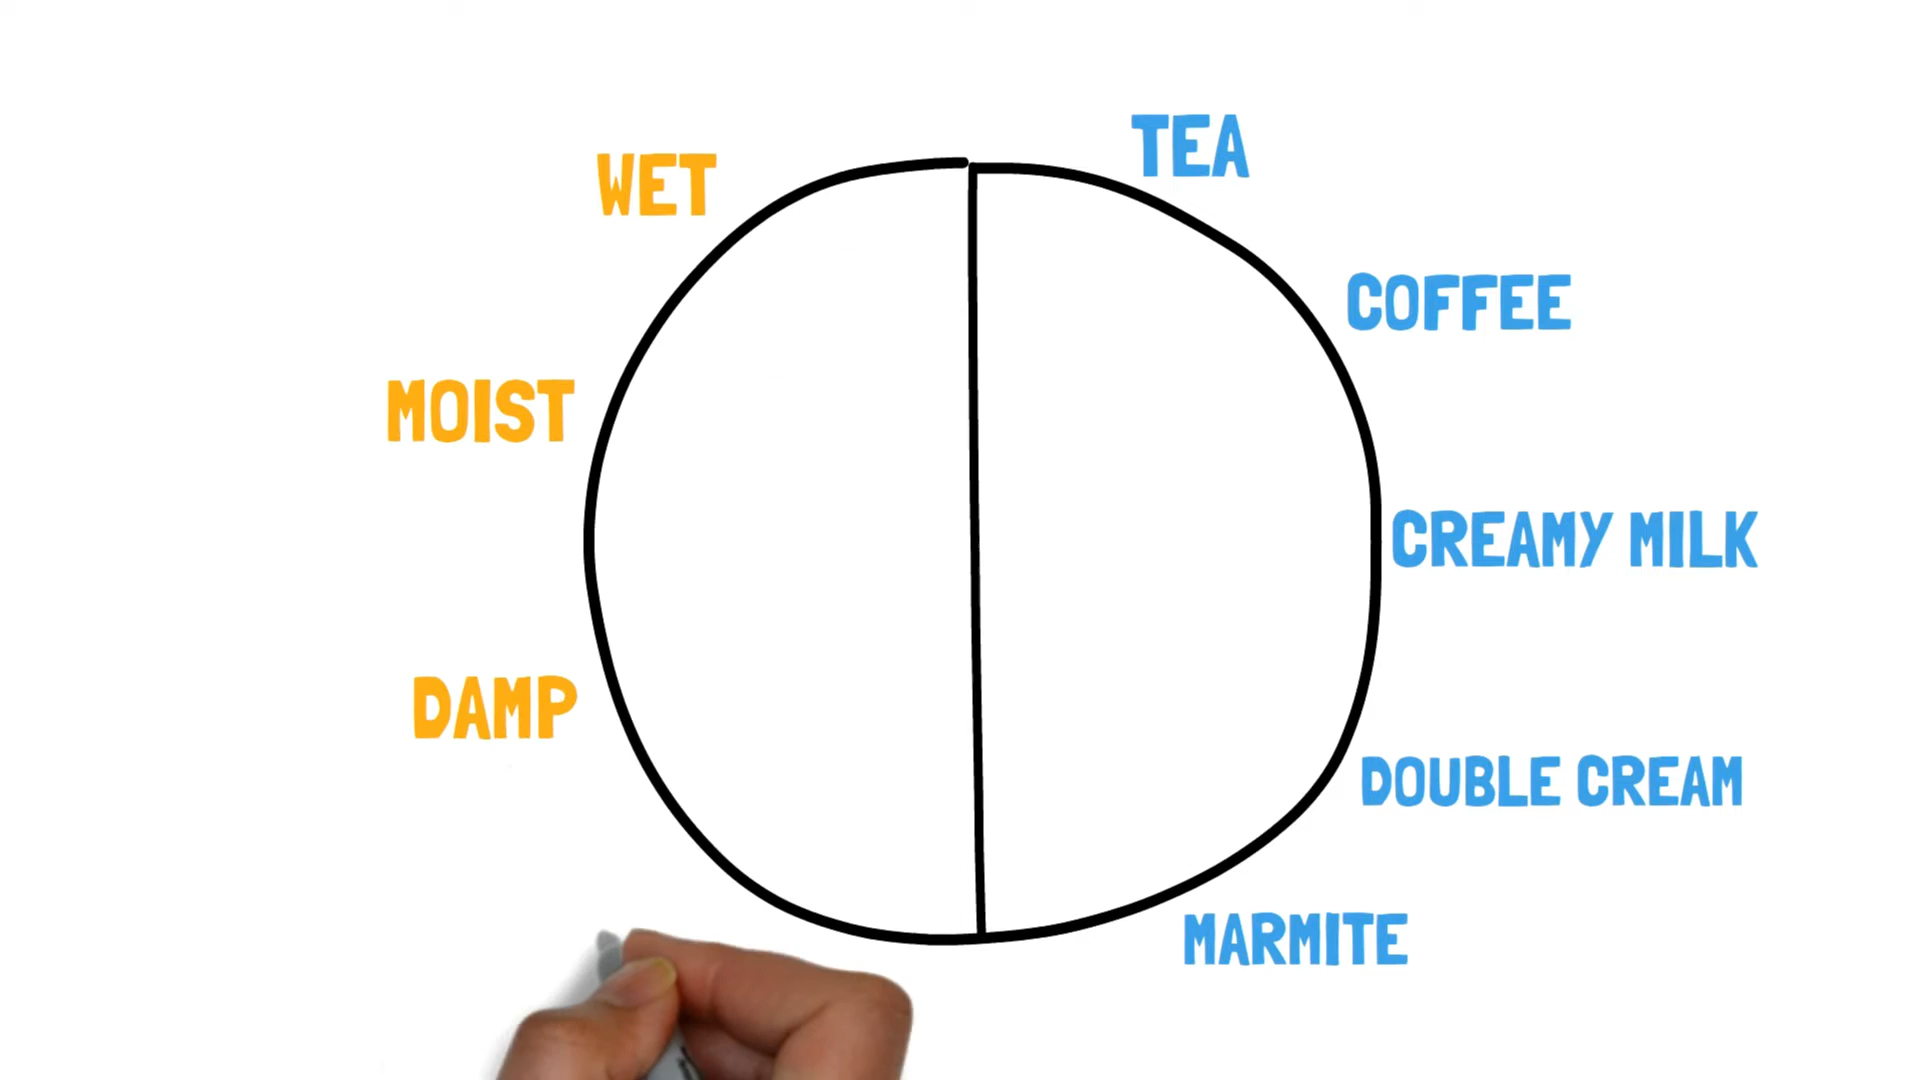 WET
MOIST
DAMP
TEA
COFFEE
CREAMY MILK
DOUBLE CREAM
MARMITE